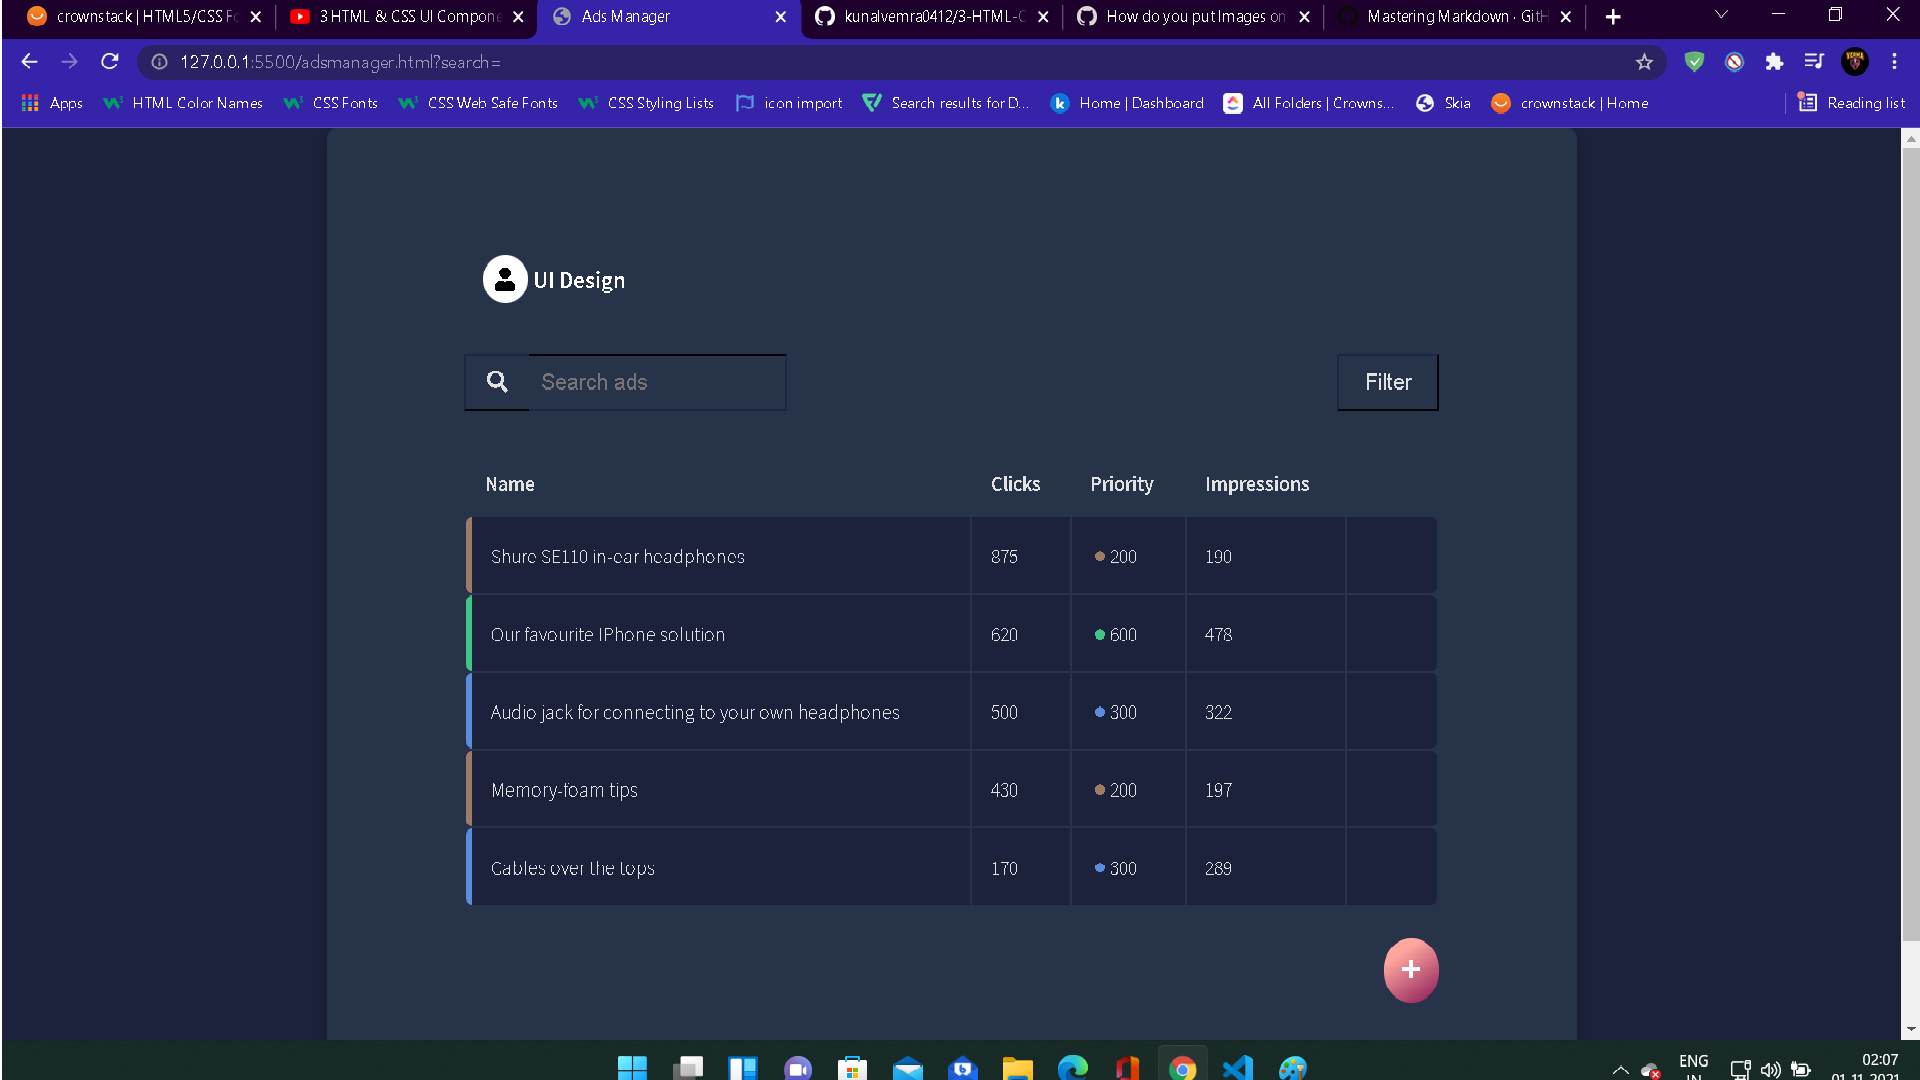 crownstack | HTML5/CSS Fo
3 HTML & CSS UI Compone
Ads Manager
kunalvemra0412/3-HTML-C
How do you put Images on
Mastering Markdown · GitH
127.0.0.1:5500/adsmanager.html?search=
Apps
HTML Color Names
CSS Fonts
CSS Web Safe Fonts
CSS Styling Lists
icon import
Search results for D...
Home | Dashboard
All Folders | Crowns...
Skia
crownstack | Home
Reading list
UI Design
Search ads
Filter
Name Clicks Priority Impressions
Shure SE110 in-ear headphones 875 200 190
Our favourite IPhone solution 620 600 478
Audio jack for connecting to your own headphones 500 300 322
Memory-foam tips 430 200 197
Cables over the tops 170 300 289
+
ENG
IN
02:07
01-11-2021